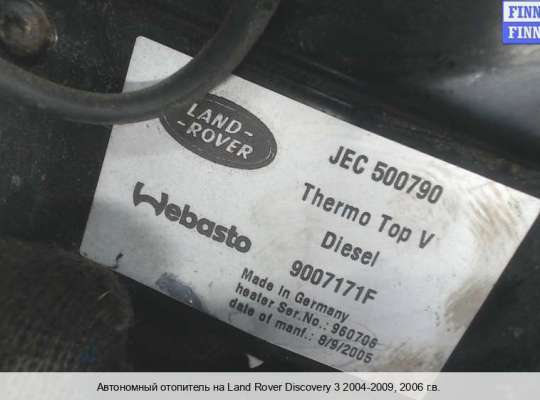 FINN
FINN
LAND-
-ROVER
JEC 500790
Thermo Top V
Diesel
9007171F
Webasto
Made in Germany
heater Ser.No.: 960706
date of manf.: 8/9/2005
Автономный отопитель на Land Rover Discovery 3 2004-2009, 2006 г.в.